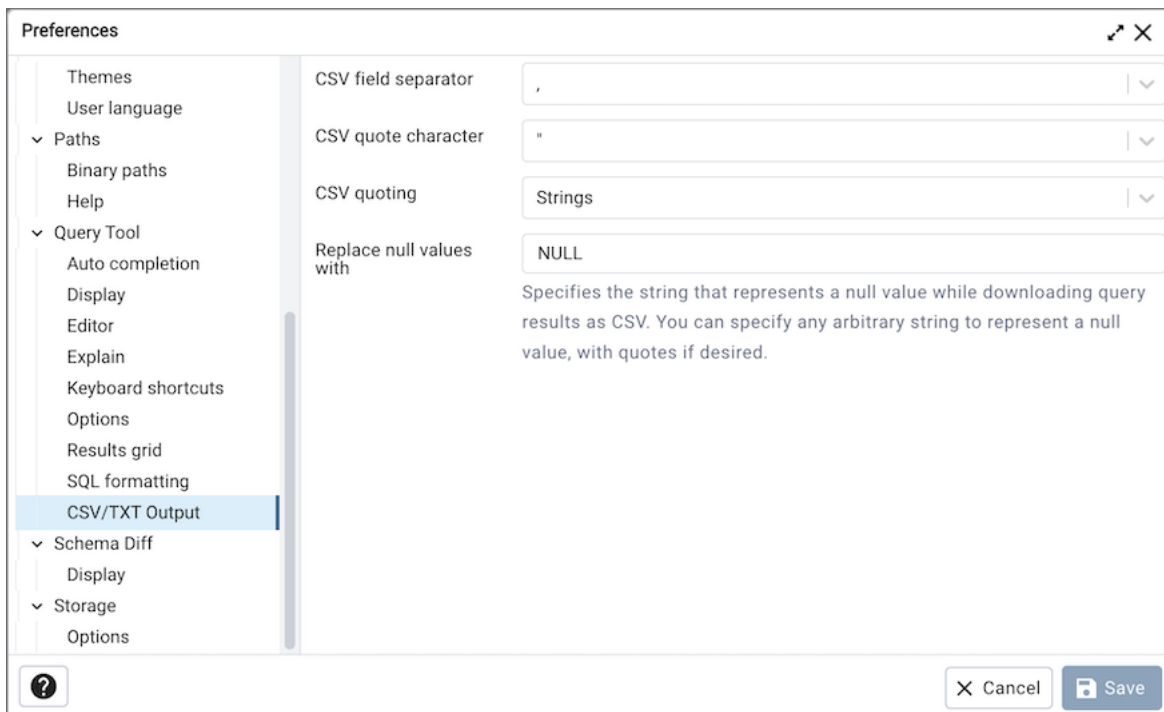 Preferences
Themes
User language
Paths
Binary paths
Help
Query Tool
Auto completion
Display
Editor
Explain
Keyboard shortcuts
Options
Results grid
SQL formatting
CSV/TXT Output
Schema Diff
Display
Storage
Options
CSV field separator
,
CSV quote character
"
CSV quoting
Strings
Replace null values
with
NULL
Specifies the string that represents a null value while downloading query
results as CSV. You can specify any arbitrary string to represent a null
value, with quotes if desired.
?
Cancel
Save